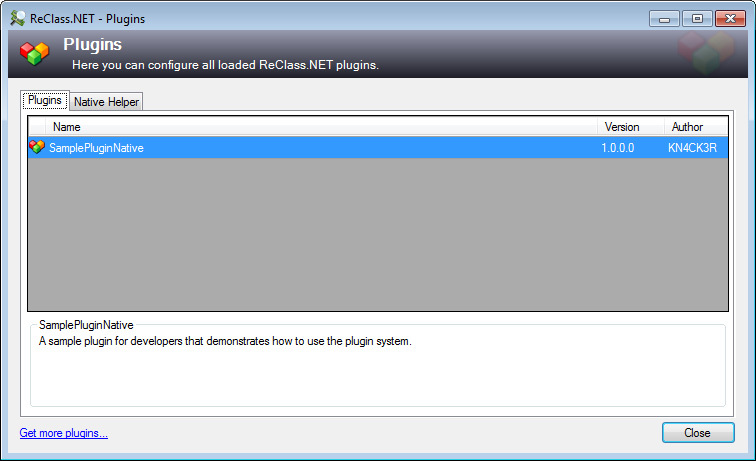 ReClass.NET - Plugins
Plugins
Here you can configure all loaded ReClass.NET plugins.
Plugins Native Helper
Name Version Author
SamplePluginNative 1.0.0.0 KN4CK3R
SamplePluginNative
A sample plugin for developers that demonstrates how to use the plugin system.
Get more plugins... Close